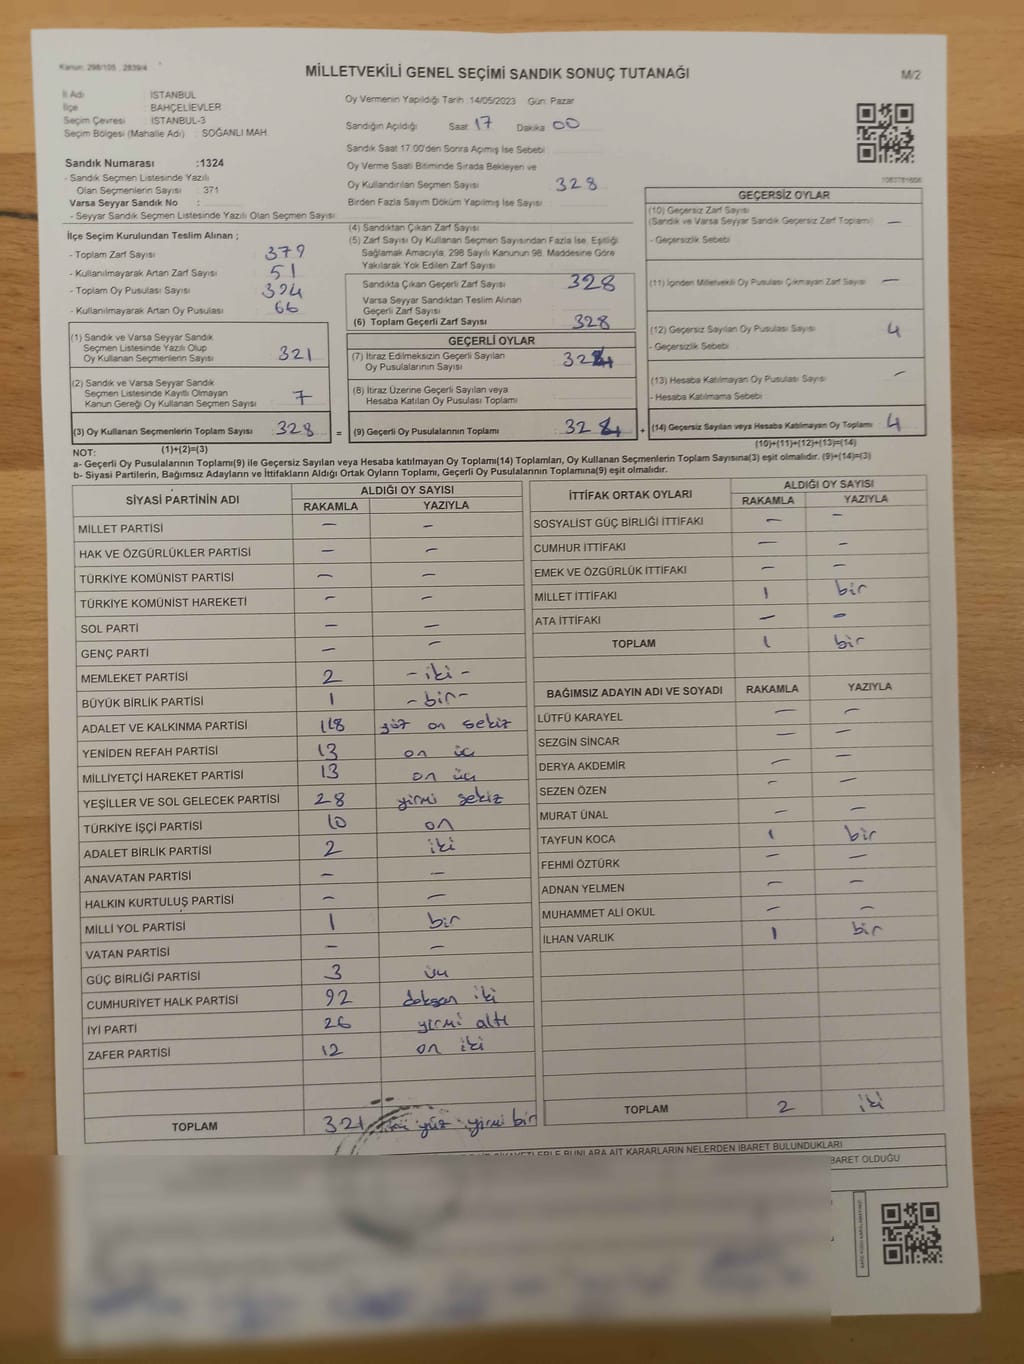 Kanun: 298/105 , 2839/4
MİLLETVEKİLİ GENEL SEÇİMİ SANDIK SONUÇ TUTANAĞI
M/2
İl Adı : İSTANBUL
İlçe : BAHÇELİEVLER
Seçim Çevresi : İSTANBUL-3
Seçim Bölgesi (Mahalle Adı) : SOĞANLI MAH.
Oy Vermenin Yapıldığı Tarih :14/05/2023 Gün: Pazar
Sandığın Açıldığı Saat 17 Dakika 00
Sandık Saat 17.00'den Sonra Açımış İse Sebebi :
Oy Verme Saati Bitiminde Sırada Bekleyen ve
Oy Kullandırılan Seçmen Sayısı 328
Birden Fazla Sayım Döküm Yapılmış İse Sayısı
Sandık Numarası :1324
- Sandık Seçmen Listesinde Yazılı
Olan Seçmenlerin Sayısı : 371
Varsa Seyyar Sandık No :
- Seyyar Sandık Seçmen Listesinde Yazılı Olan Seçmen Sayısı :
İlçe Seçim Kurulundan Teslim Alınan ;
- Toplam Zarf Sayısı 379
- Kullanılmayarak Artan Zarf Sayısı 51
- Toplam Oy Pusulası Sayısı 394
- Kullanılmayarak Artan Oy Pusulası 66
(1) Sandık ve Varsa Seyyar Sandık
Seçmen Listesinde Yazılı Olup
Oy Kullanan Seçmenlerin Sayısı 321
(2) Sandık ve Varsa Seyyar Sandık
Seçmen Listesinde Kayıtlı Olmayan
Kanun Gereği Oy Kullanan Seçmen Sayısı 7
(3) Oy Kullanan Seçmenlerin Toplam Sayısı 328
(1)+(2)=(3)
(4) Sandıktan Çıkan Zarf Sayısı
(5) Zarf Sayısı Oy Kullanan Seçmen Sayısından Fazla İse, Eşitliği
Sağlamak Amacıyla, 298 Sayılı Kanunun 98. Maddesine Göre
Yakılarak Yok Edilen Zarf Sayısı
Sandıkta Çıkan Geçerli Zarf Sayısı 328
Varsa Seyyar Sandıktan Teslim Alınan
Geçerli Zarf Sayısı
(6) Toplam Geçerli Zarf Sayısı 328
GEÇERLİ OYLAR
(7) İtiraz Edilmeksizin Geçerli Sayılan
Oy Pusulalarının Sayısı 324
(8) İtiraz Üzerine Geçerli Sayılan veya
Hesaba Katılan Oy Pusulası Toplamı
= (9) Geçerli Oy Pusulalarının Toplamı 324 +
GEÇERSİZ OYLAR
(10) Geçersiz Zarf Sayısı
(Sandık ve Varsa Seyyar Sandık Geçersiz Zarf Toplamı) —
- Geçersizlik Sebebi
(11) İçinden Milletvekili Oy Pusulası Çıkmayan Zarf Sayısı —
(12) Geçersiz Sayılan Oy Pusulası Sayısı 4
- Geçersizlik Sebebi
(13) Hesaba Katılmayan Oy Pusulası Sayısı —
- Hesaba Katılmama Sebebi
(14) Geçersiz Sayılan veya Hesaba Katılmayan Oy Toplamı 4
(10)+(11)+(12)+(13)=(14)
NOT:
a- Geçerli Oy Pusulalarının Toplamı(9) ile Geçersiz Sayılan veya Hesaba katılmayan Oy Toplamı(14) Toplamları, Oy Kullanan Seçmenlerin Toplam Sayısına(3) eşit olmalıdır. (9)+(14)=(3)
b- Siyasi Partilerin, Bağımsız Adayların ve İttifakların Aldığı Ortak Oyların Toplamı, Geçerli Oy Pusulalarının Toplamına(9) eşit olmalıdır.
SİYASİ PARTİNİN ADI ALDIĞI OY SAYISI
RAKAMLA YAZIYLA
MİLLET PARTİSİ — —
HAK VE ÖZGÜRLÜKLER PARTİSİ — —
TÜRKİYE KOMÜNİST PARTİSİ — —
TÜRKİYE KOMÜNİST HAREKETİ — —
SOL PARTİ — —
GENÇ PARTİ — —
MEMLEKET PARTİSİ 2 - iki -
BÜYÜK BİRLİK PARTİSİ 1 - bir -
ADALET VE KALKINMA PARTİSİ 118 yüz on sekiz
YENİDEN REFAH PARTİSİ 13 on üç
MİLLİYETÇİ HAREKET PARTİSİ 13 on üç
YEŞİLLER VE SOL GELECEK PARTİSİ 28 yirmi sekiz
TÜRKİYE İŞÇİ PARTİSİ 10 on
ADALET BİRLİK PARTİSİ 2 iki
ANAVATAN PARTİSİ — —
HALKIN KURTULUŞ PARTİSİ — —
MİLLİ YOL PARTİSİ 1 bir
VATAN PARTİSİ — —
GÜÇ BİRLİĞİ PARTİSİ 3 üç
CUMHURİYET HALK PARTİSİ 92 doksan iki
İYİ PARTİ 26 yirmi altı
ZAFER PARTİSİ 12 on iki
TOPLAM 321 yüz yirmi bir
İTTİFAK ORTAK OYLARI ALDIĞI OY SAYISI
RAKAMLA YAZIYLA
SOSYALİST GÜÇ BİRLİĞİ İTTİFAKI — —
CUMHUR İTTİFAKI — —
EMEK VE ÖZGÜRLÜK İTTİFAKI — —
MİLLET İTTİFAKI 1 bir
ATA İTTİFAKI — —
TOPLAM 1 bir
BAĞIMSIZ ADAYIN ADI VE SOYADI RAKAMLA YAZIYLA
LÜTFÜ KARAYEL — —
SEZGİN SİNCAR — —
DERYA AKDEMİR — —
SEZEN ÖZEN — —
MURAT ÜNAL — —
TAYFUN KOCA 1 bir
FEHMİ ÖZTÜRK — —
ADNAN YELMEN — —
MUHAMMET ALİ OKUL — —
İLHAN VARLIK 1 bir
TOPLAM 2 iki
BUNLARA AİT KARARLARIN NELERDEN İBARET BULUNDUKLARI
BARET OLDUĞU